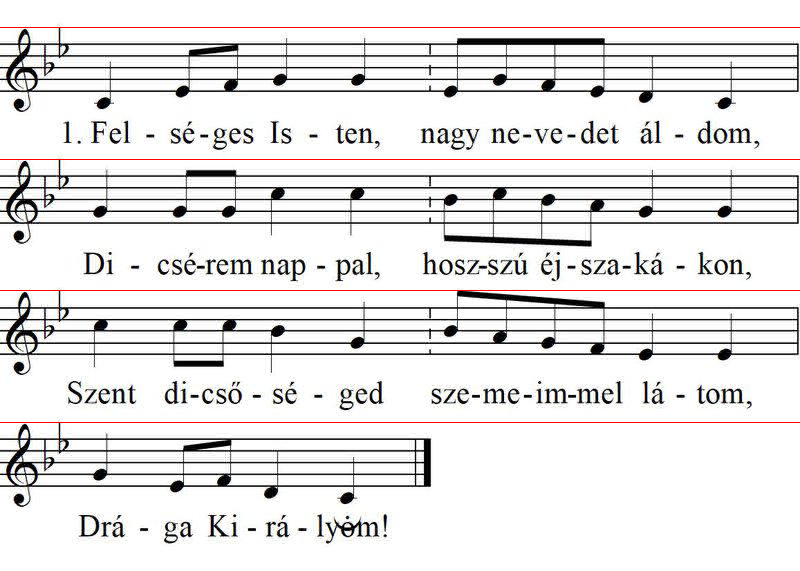 1. Fel - sé - ges Is - ten, nagy ne - ve - det ál - dom,
Di - csé - rem nap - pal, hosz - szú éj - sza - ká - kon,
Szent di - cső - sé - ged sze - me - im - mel lá - tom,
Drá - ga Ki - rá - lyom!